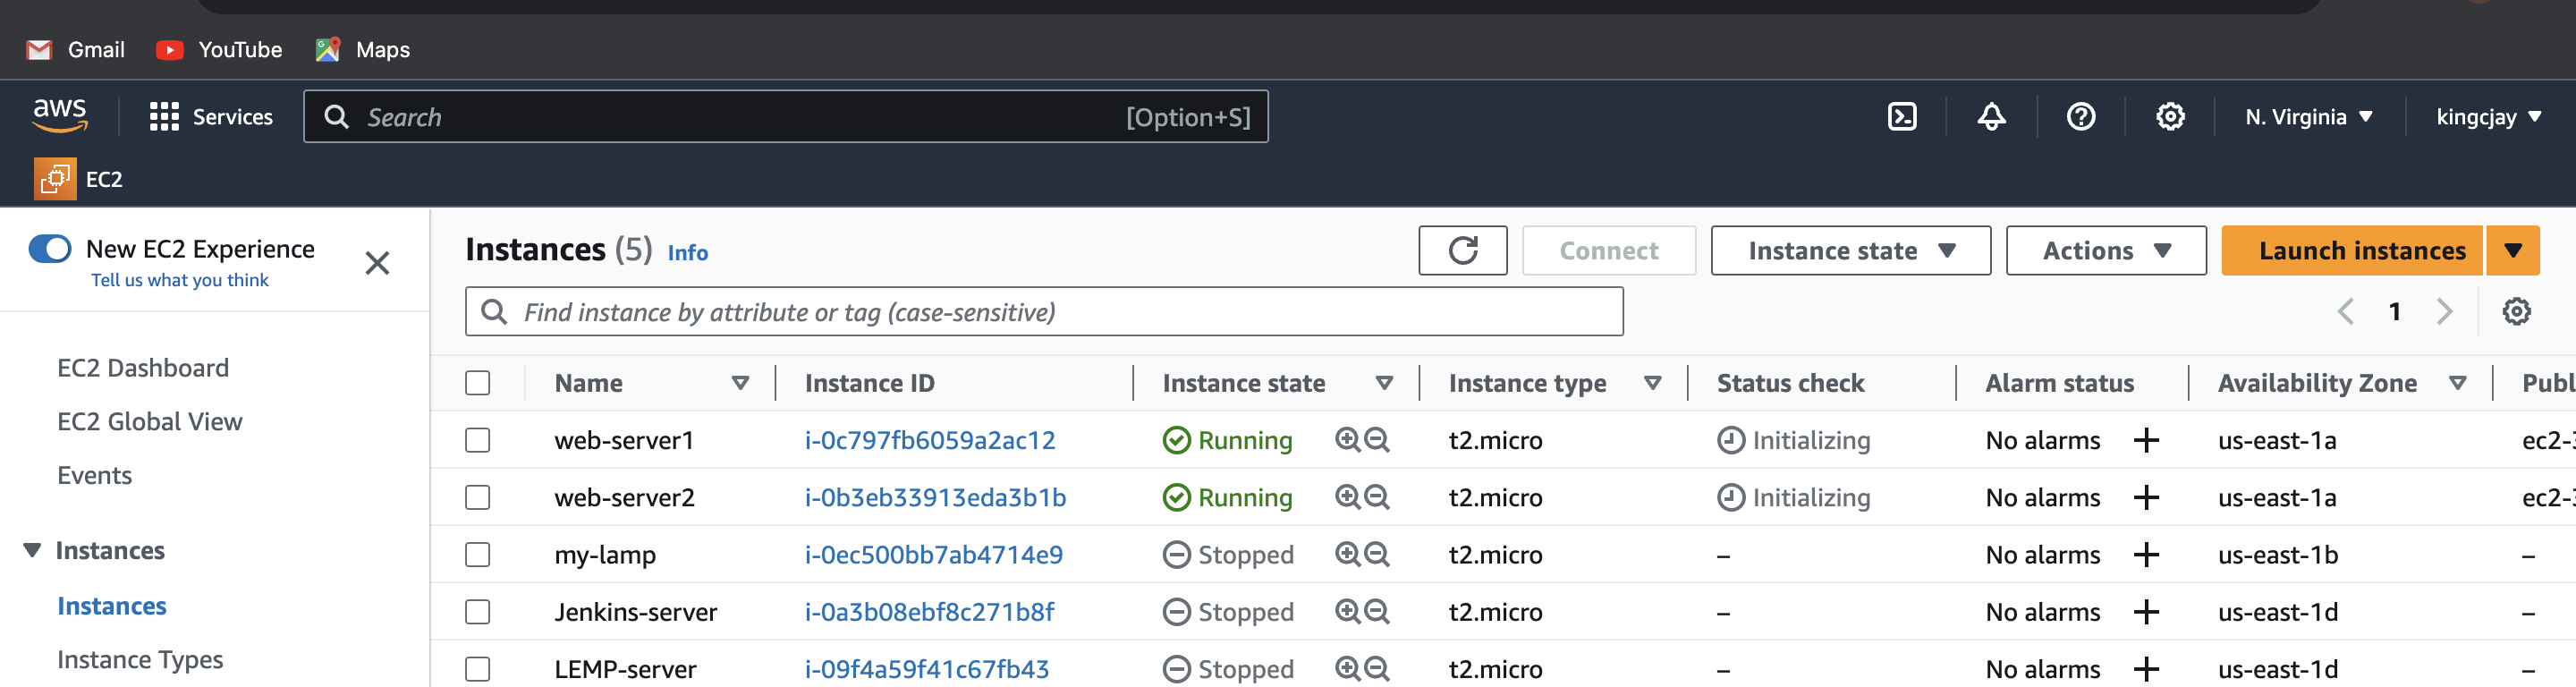 Gmail YouTube Maps
aws Services Search [Option+S] N. Virginia kingcjay
EC2
New EC2 Experience
Tell us what you think
EC2 Dashboard
EC2 Global View
Events
Instances
Instances
Instance Types
Instances (5) Info Connect Instance state Actions Launch instances
Find instance by attribute or tag (case-sensitive) 1
Name Instance ID Instance state Instance type Status check Alarm status Availability Zone Publ
web-server1 i-0c797fb6059a2ac12 Running t2.micro Initializing No alarms + us-east-1a ec2-3
web-server2 i-0b3eb33913eda3b1b Running t2.micro Initializing No alarms + us-east-1a ec2-3
my-lamp i-0ec500bb7ab4714e9 Stopped t2.micro – No alarms + us-east-1b –
Jenkins-server i-0a3b08ebf8c271b8f Stopped t2.micro – No alarms + us-east-1d –
LEMP-server i-09f4a59f41c67fb43 Stopped t2.micro – No alarms + us-east-1d –